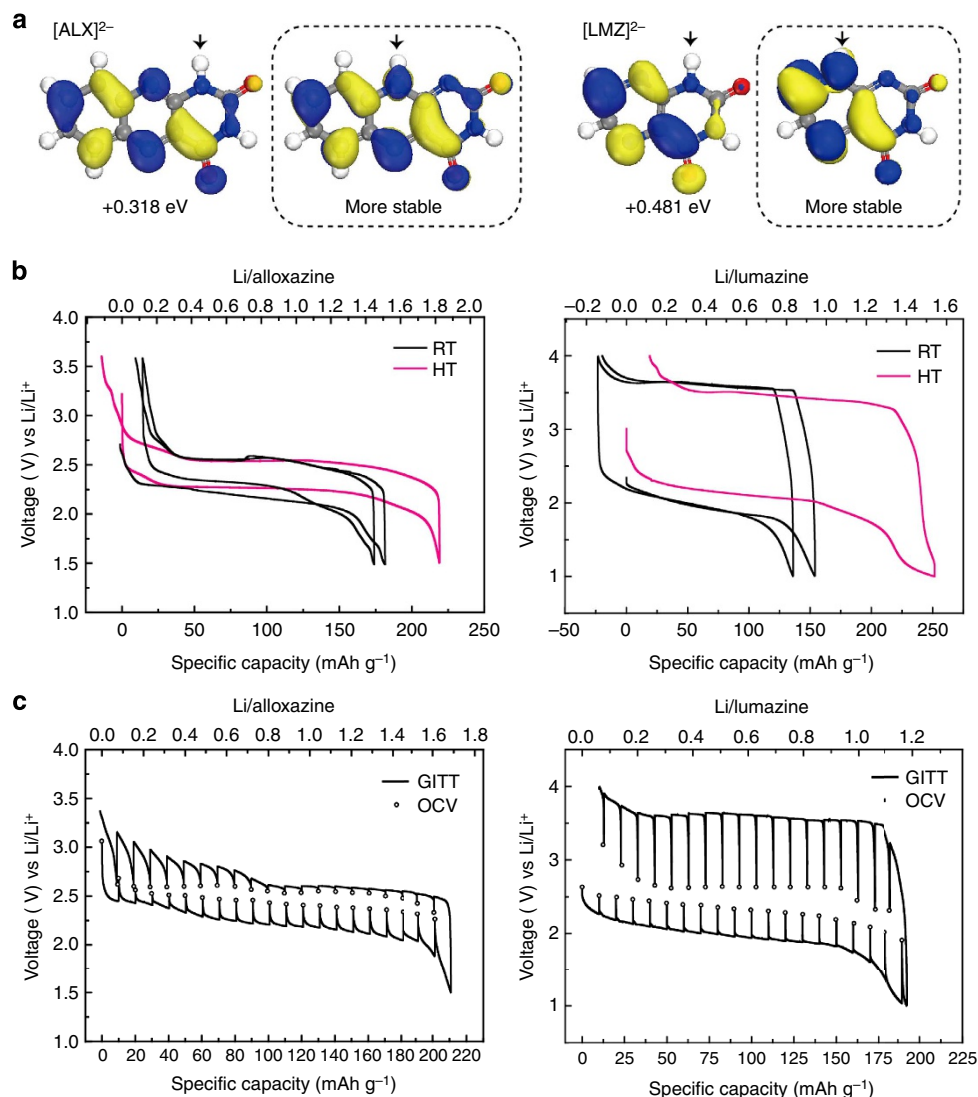 a
[ALX]2–
[LMZ]2–
+0.318 eV
More stable
+0.481 eV
More stable
b
Li/alloxazine
0.0 0.2 0.4 0.6 0.8 1.0 1.2 1.4 1.6 1.8 2.0
4.0
3.5
3.0
2.5
2.0
1.5
1.0
Voltage ( V) vs Li/Li+
RT
HT
0 50 100 150 200 250
Specific capacity (mAh g–1)
Li/lumazine
–0.2 0.0 0.2 0.4 0.6 0.8 1.0 1.2 1.4 1.6
4
3
2
1
Voltage ( V) vs Li/Li+
RT
HT
–50 0 50 100 150 200 250
Specific capacity (mAh g–1)
c
Li/alloxazine
0.0 0.2 0.4 0.6 0.8 1.0 1.2 1.4 1.6 1.8
4.0
3.5
3.0
2.5
2.0
1.5
1.0
Voltage ( V) vs Li/Li+
GITT
OCV
0 20 40 60 80 100 120 140 160 180 200 210
Specific capacity (mAh g–1)
Li/lumazine
0.0 0.2 0.4 0.6 0.8 1.0 1.2
4
3
2
1
Voltage ( V) vs Li/Li+
GITT
OCV
0 25 50 75 100 125 150 175 200 225
Specific capacity (mAh g–1)